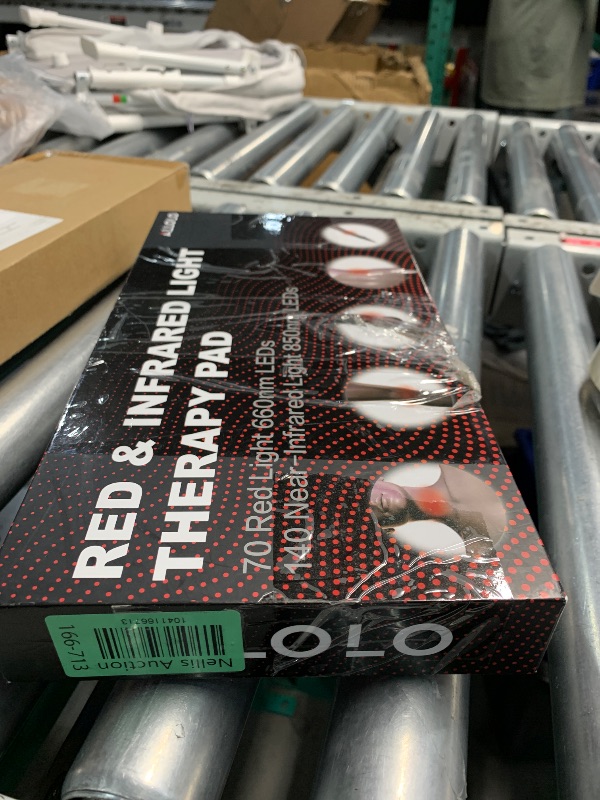 RED & INFRARED LIGHT
THERAPY PAD
70 Red Light 660nm LEDs
140 Near-Infrared Light 850nm LEDs
Nellis Auction
1041166713
166-713